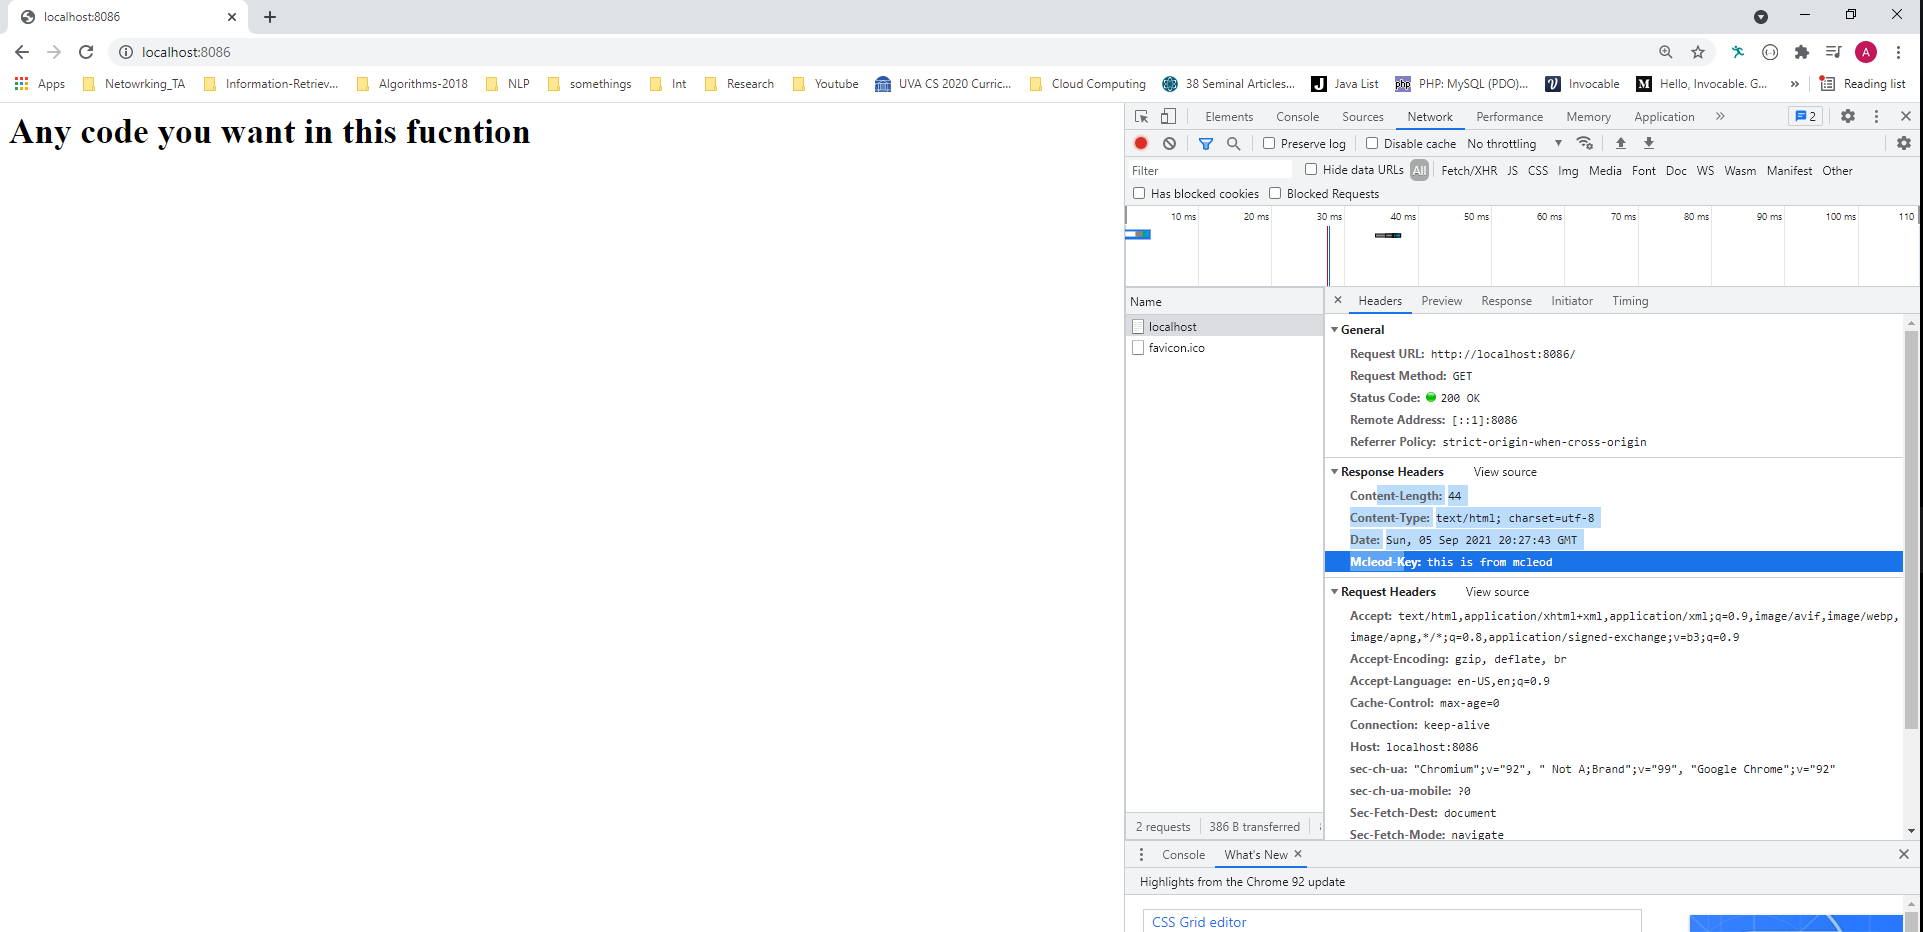 localhost:8086
localhost:8086
A
Apps Netowrking_TA Information-Retriev... Algorithms-2018 NLP somethings Int Research Youtube UVA CS 2020 Curric... Cloud Computing 38 Seminal Articles... J Java List php PHP: MySQL (PDO)... V Invocable M Hello, Invocable. G... » Reading list
Any code you want in this fucntion
Elements Console Sources Network Performance Memory Application » 2
Preserve log Disable cache No throttling
Filter Hide data URLs All Fetch/XHR JS CSS Img Media Font Doc WS Wasm Manifest Other
Has blocked cookies Blocked Requests
10 ms 20 ms 30 ms 40 ms 50 ms 60 ms 70 ms 80 ms 90 ms 100 ms 110
Name
localhost
favicon.ico
2 requests 386 B transferred
Headers Preview Response Initiator Timing
General
Request URL: http://localhost:8086/
Request Method: GET
Status Code: 200 OK
Remote Address: [::1]:8086
Referrer Policy: strict-origin-when-cross-origin
Response Headers View source
Content-Length: 44
Content-Type: text/html; charset=utf-8
Date: Sun, 05 Sep 2021 20:27:43 GMT
Mcleod-Key: this is from mcleod
Request Headers View source
Accept: text/html,application/xhtml+xml,application/xml;q=0.9,image/avif,image/webp,
image/apng,*/*;q=0.8,application/signed-exchange;v=b3;q=0.9
Accept-Encoding: gzip, deflate, br
Accept-Language: en-US,en;q=0.9
Cache-Control: max-age=0
Connection: keep-alive
Host: localhost:8086
sec-ch-ua: "Chromium";v="92", " Not A;Brand";v="99", "Google Chrome";v="92"
sec-ch-ua-mobile: ?0
Sec-Fetch-Dest: document
Sec-Fetch-Mode: navigate
Console What's New
Highlights from the Chrome 92 update
CSS Grid editor